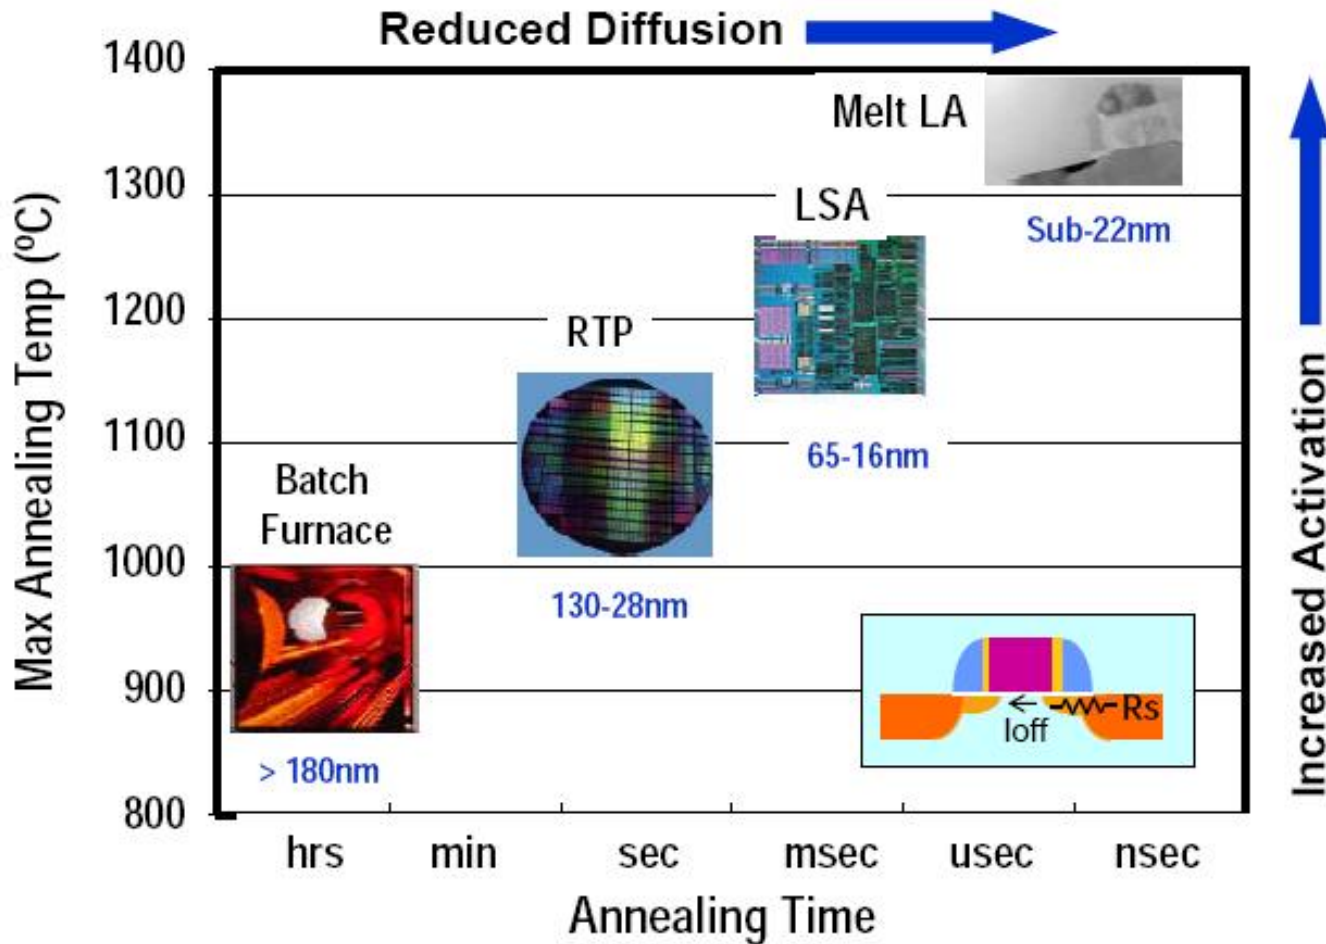 Reduced Diffusion
1400
1300
1200
1100
1000
900
800
Max Annealing Temp (ºC)
Melt LA
Sub-22nm
LSA
65-16nm
RTP
130-28nm
Batch
Furnace
> 180nm
Rs
Ioff
Increased Activation
hrs
min
sec
msec
usec
nsec
Annealing Time